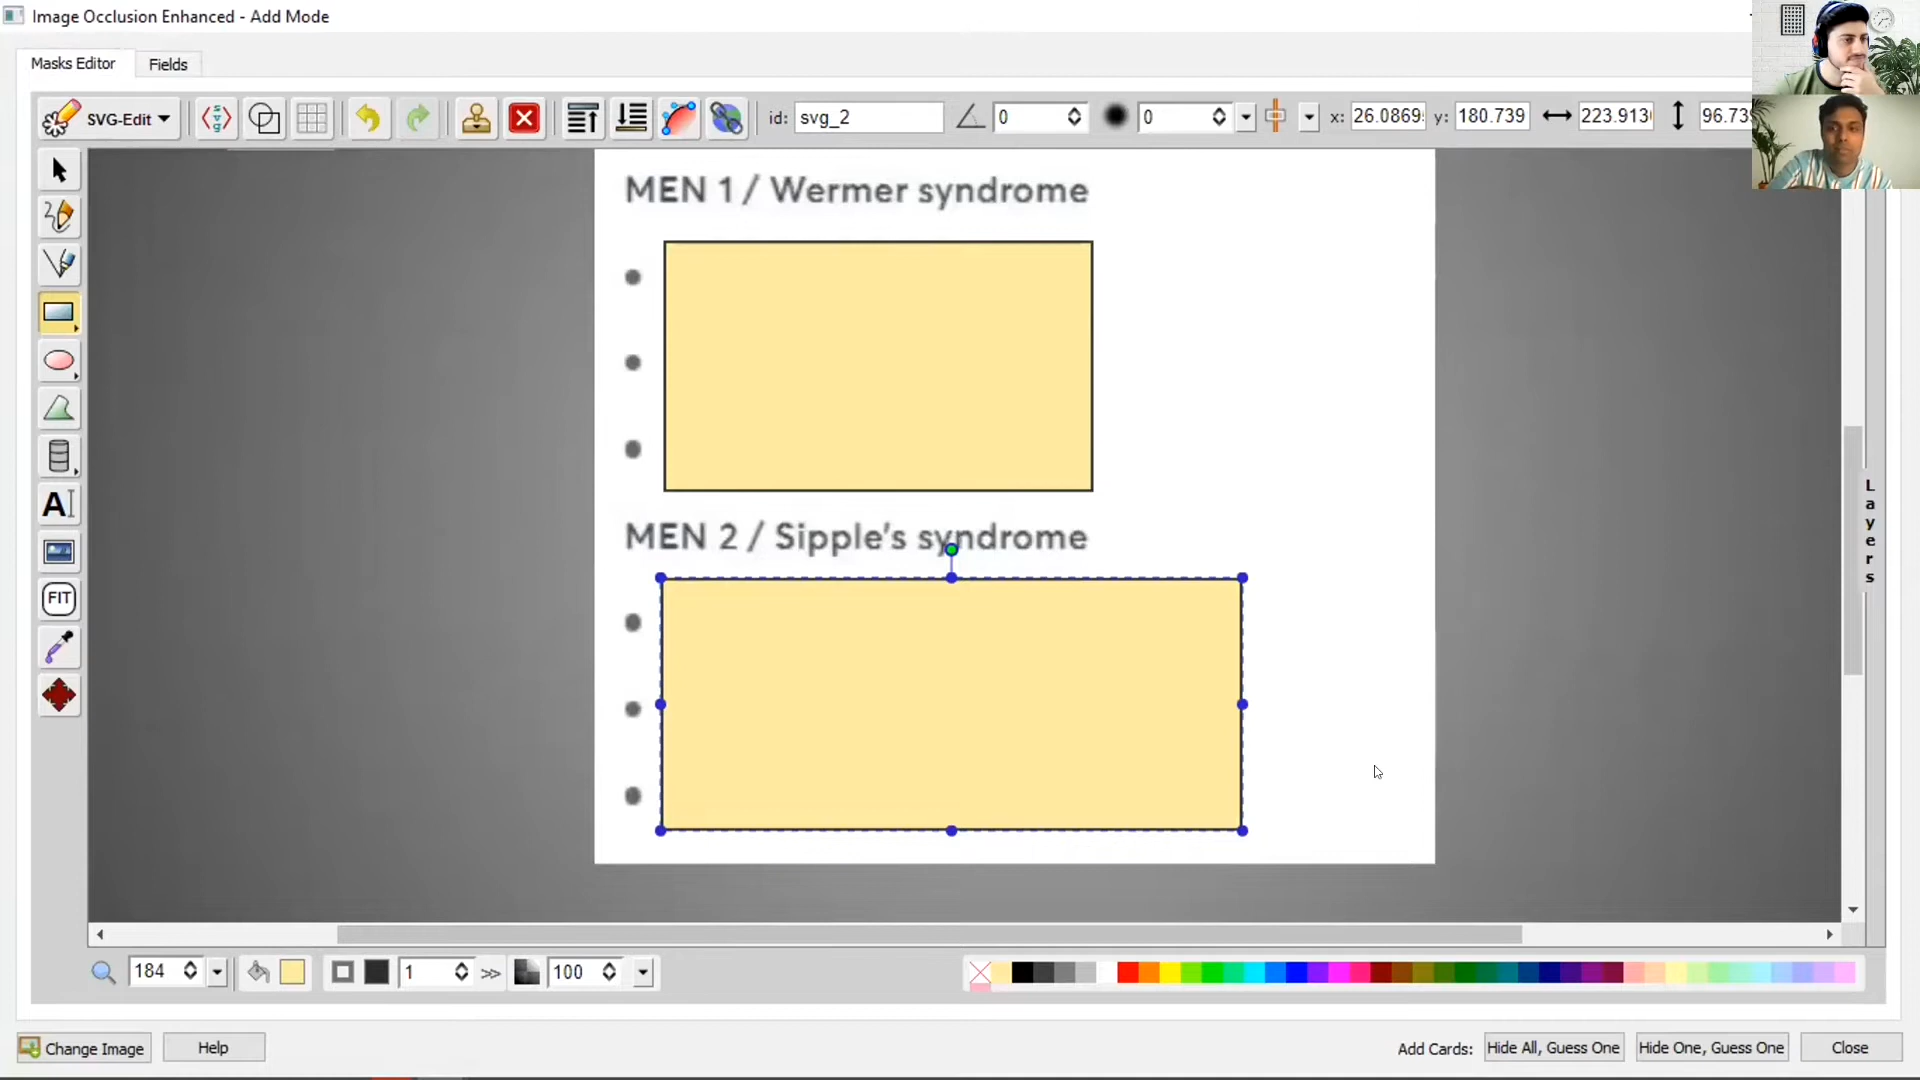 Image Occlusion Enhanced - Add Mode
Masks Editor
Fields
SVG-Edit
id:
svg_2
0
0
x:
26.0869
y:
180.739
223.913
96.73
MEN 1 / Wermer syndrome
MEN 2 / Sipple's syndrome
A
FIT
Layers
184
1
>>
100
Change Image
Help
Add Cards:
Hide All, Guess One
Hide One, Guess One
Close